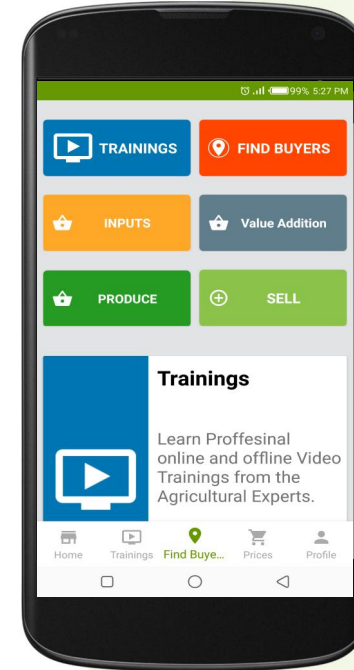 99% 5:27 PM
TRAININGS
FIND BUYERS
INPUTS
Value Addition
PRODUCE
SELL
Trainings
Learn Proffesinal
online and offline Video
Trainings from the
Agricultural Experts.
Home
Trainings
Find Buye...
Prices
Profile